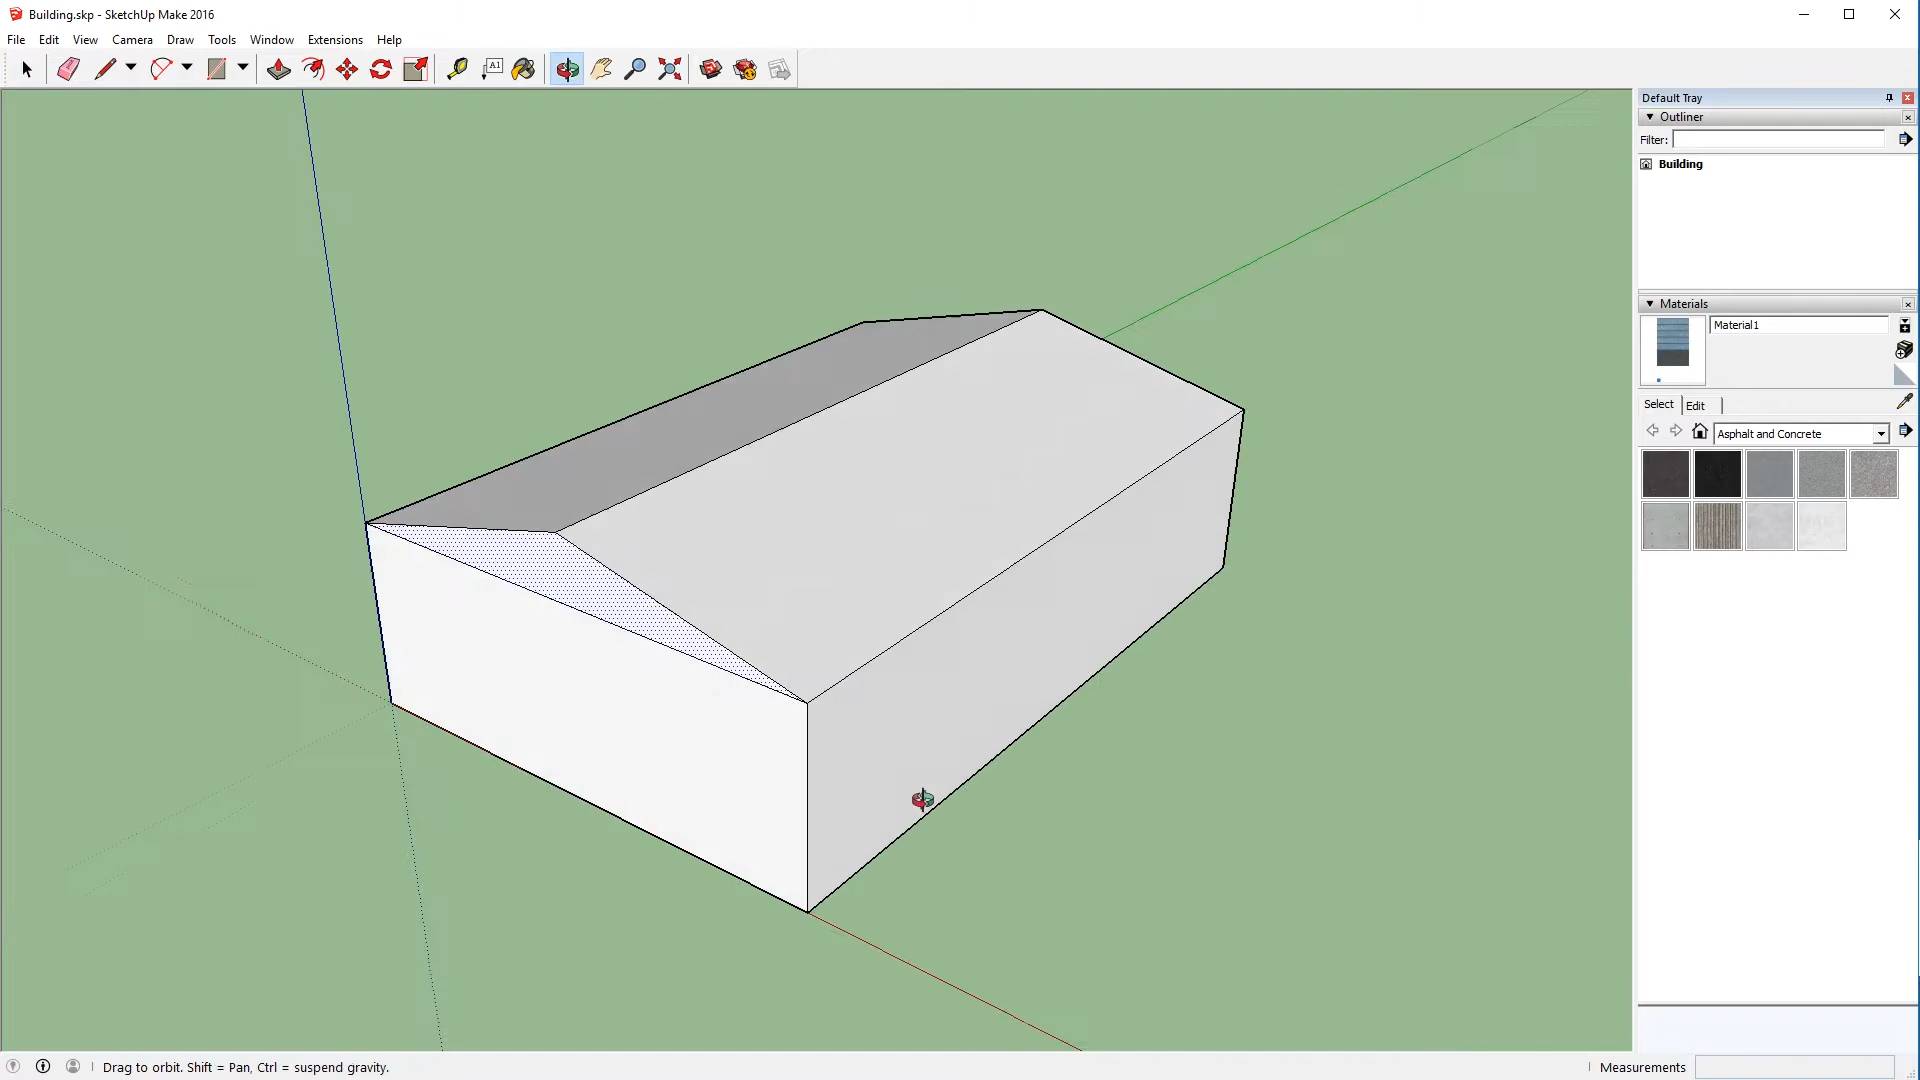 Building.skp - SketchUp Make 2016
File Edit View Camera Draw Tools Window Extensions Help
A1
Default Tray
Outliner
Filter:
Building
Materials
Material1
Select Edit
Asphalt and Concrete
Drag to orbit. Shift = Pan, Ctrl = suspend gravity.
Measurements